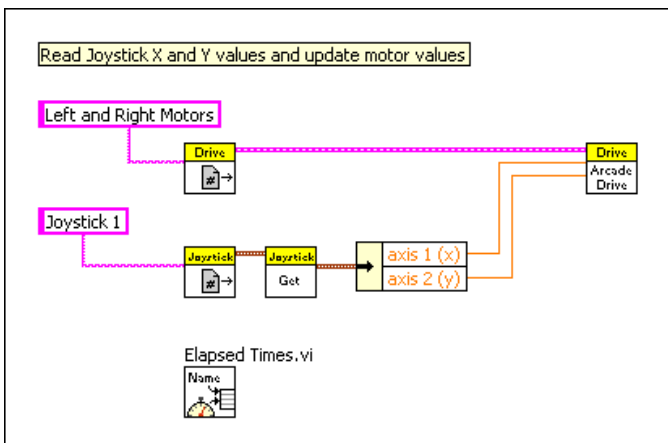 Read Joystick X and Y values and update motor values
Left and Right Motors
Drive
#
Drive
Arcade
Drive
Joystick 1
Joystick
#
Joystick
Get
axis 1 (x)
axis 2 (y)
Elapsed Times.vi
Name